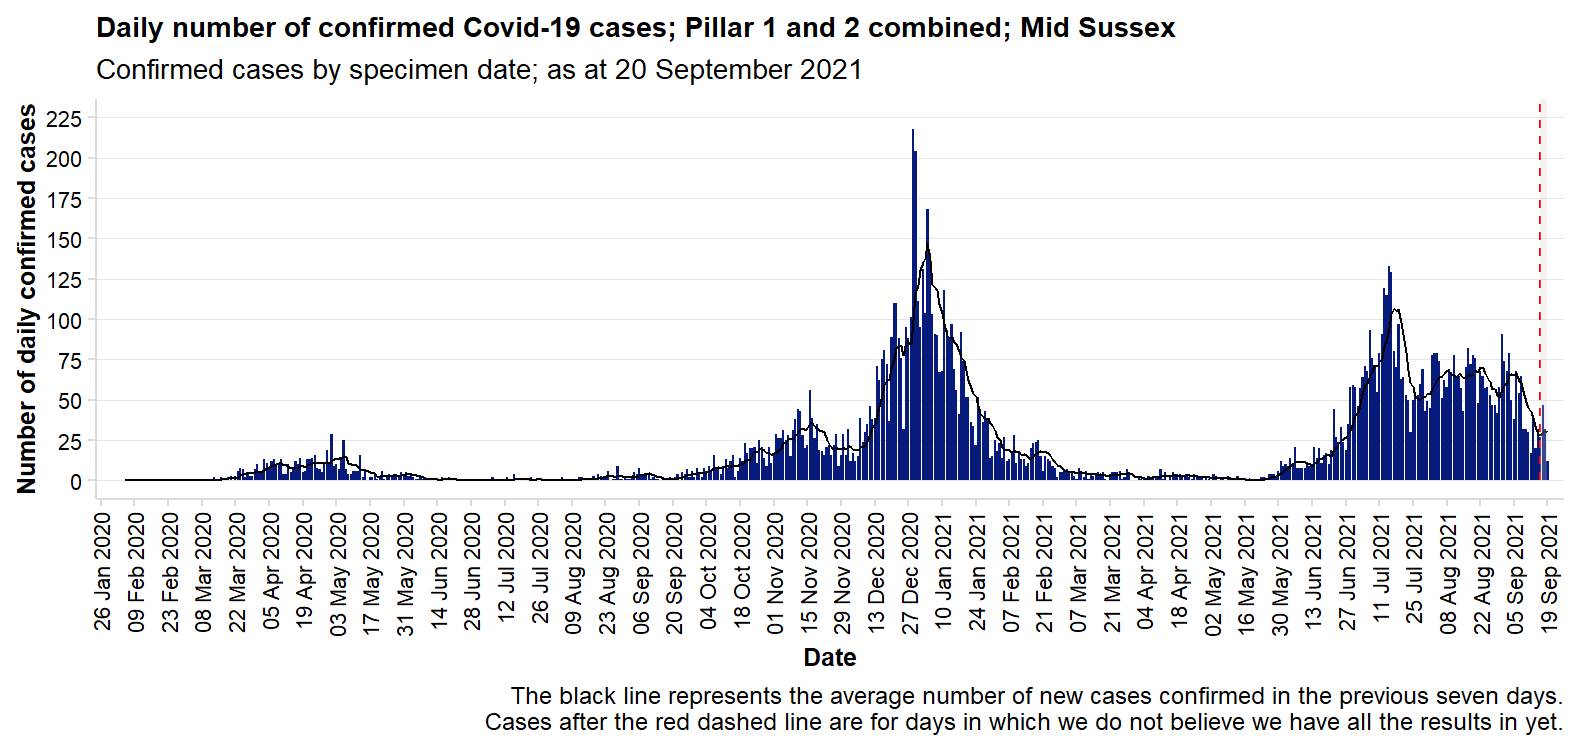 Daily number of confirmed Covid-19 cases; Pillar 1 and 2 combined; Mid Sussex
Confirmed cases by specimen date; as at 20 September 2021
Number of daily confirmed cases
225
200
175
150
125
100
75
50
25
0
26 Jan 2020
09 Feb 2020
23 Feb 2020
08 Mar 2020
22 Mar 2020
05 Apr 2020
19 Apr 2020
03 May 2020
17 May 2020
31 May 2020
14 Jun 2020
28 Jun 2020
12 Jul 2020
26 Jul 2020
09 Aug 2020
23 Aug 2020
06 Sep 2020
20 Sep 2020
04 Oct 2020
18 Oct 2020
01 Nov 2020
15 Nov 2020
29 Nov 2020
13 Dec 2020
27 Dec 2020
10 Jan 2021
24 Jan 2021
07 Feb 2021
21 Feb 2021
07 Mar 2021
21 Mar 2021
04 Apr 2021
18 Apr 2021
02 May 2021
16 May 2021
30 May 2021
13 Jun 2021
27 Jun 2021
11 Jul 2021
25 Jul 2021
08 Aug 2021
22 Aug 2021
05 Sep 2021
19 Sep 2021
Date
The black line represents the average number of new cases confirmed in the previous seven days.
Cases after the red dashed line are for days in which we do not believe we have all the results in yet.